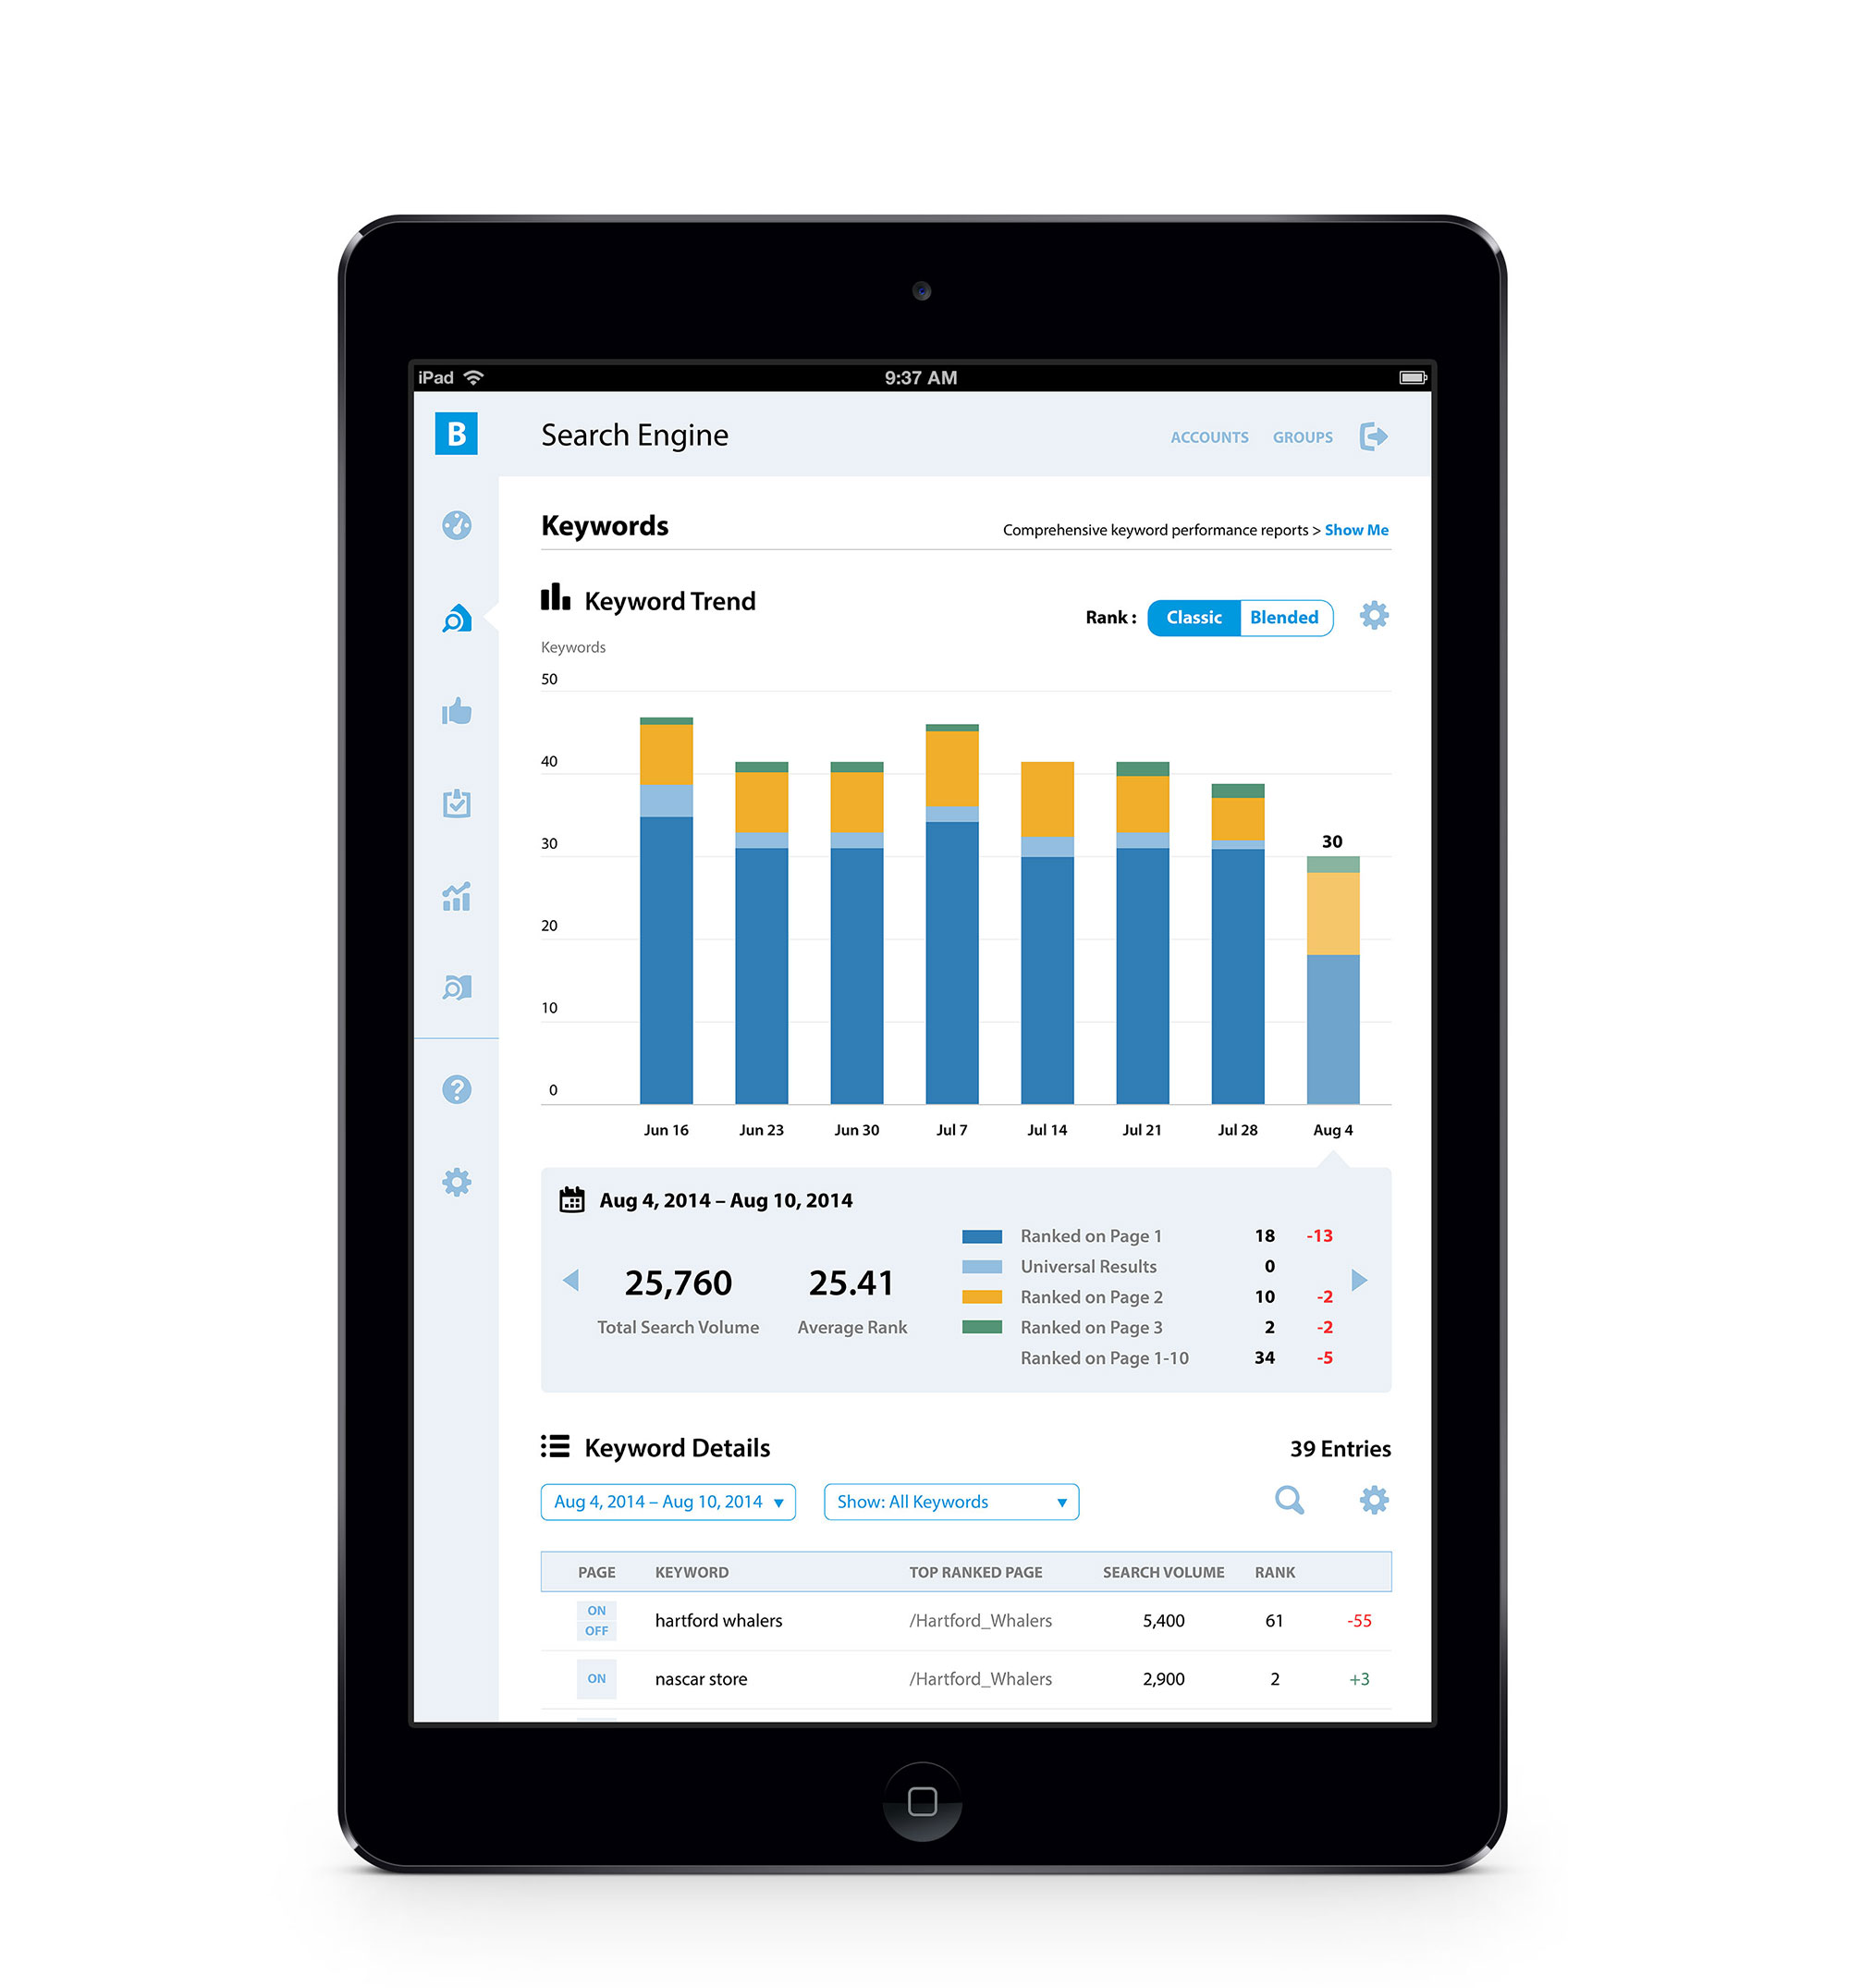 iPad 9:37 AM
B Search Engine ACCOUNTS GROUPS
Keywords Comprehensive keyword performance reports > Show Me
Keyword Trend Rank : Classic Blended
Keywords
50
40
30 30
20
10
0
Jun 16 Jun 23 Jun 30 Jul 7 Jul 14 Jul 21 Jul 28 Aug 4
Aug 4, 2014 – Aug 10, 2014
Ranked on Page 1 18 -13
Universal Results 0
25,760 25.41
Ranked on Page 2 10 -2
Total Search Volume Average Rank Ranked on Page 3 2 -2
Ranked on Page 1-10 34 -5
Keyword Details 39 Entries
Aug 4, 2014 – Aug 10, 2014 ▼ Show: All Keywords ▼
PAGE KEYWORD TOP RANKED PAGE SEARCH VOLUME RANK
ON
OFF hartford whalers /Hartford_Whalers 5,400 61 -55
ON nascar store /Hartford_Whalers 2,900 2 +3